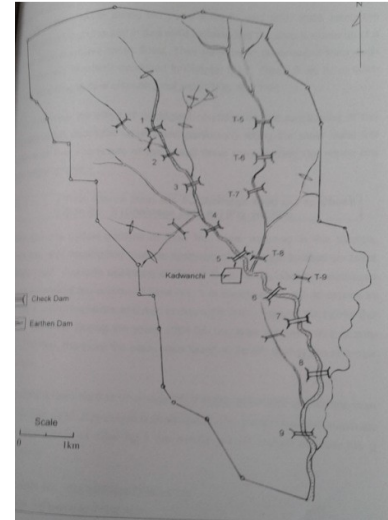 N
1
T-5
2
T-6
3
T-7
4
5
T-8
Kadwanchi
T-9
6
7
Check Dam
Earthen Dam
8
Scale
9
0 1km